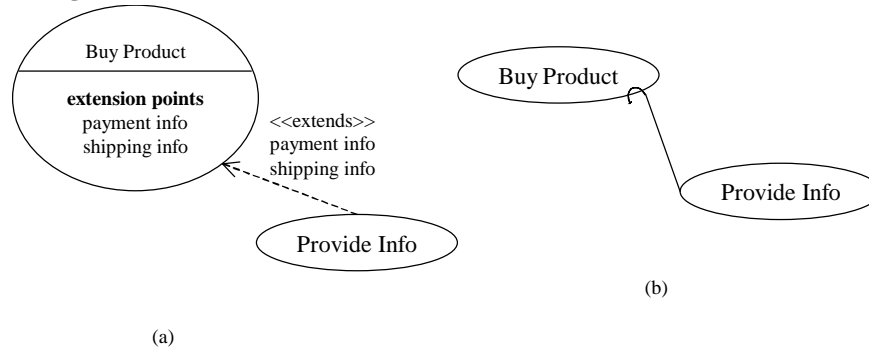 Buy Product
extension points
payment info
shipping info
<<extends>>
payment info
shipping info
Provide Info
(a)
Buy Product
Provide Info
(b)